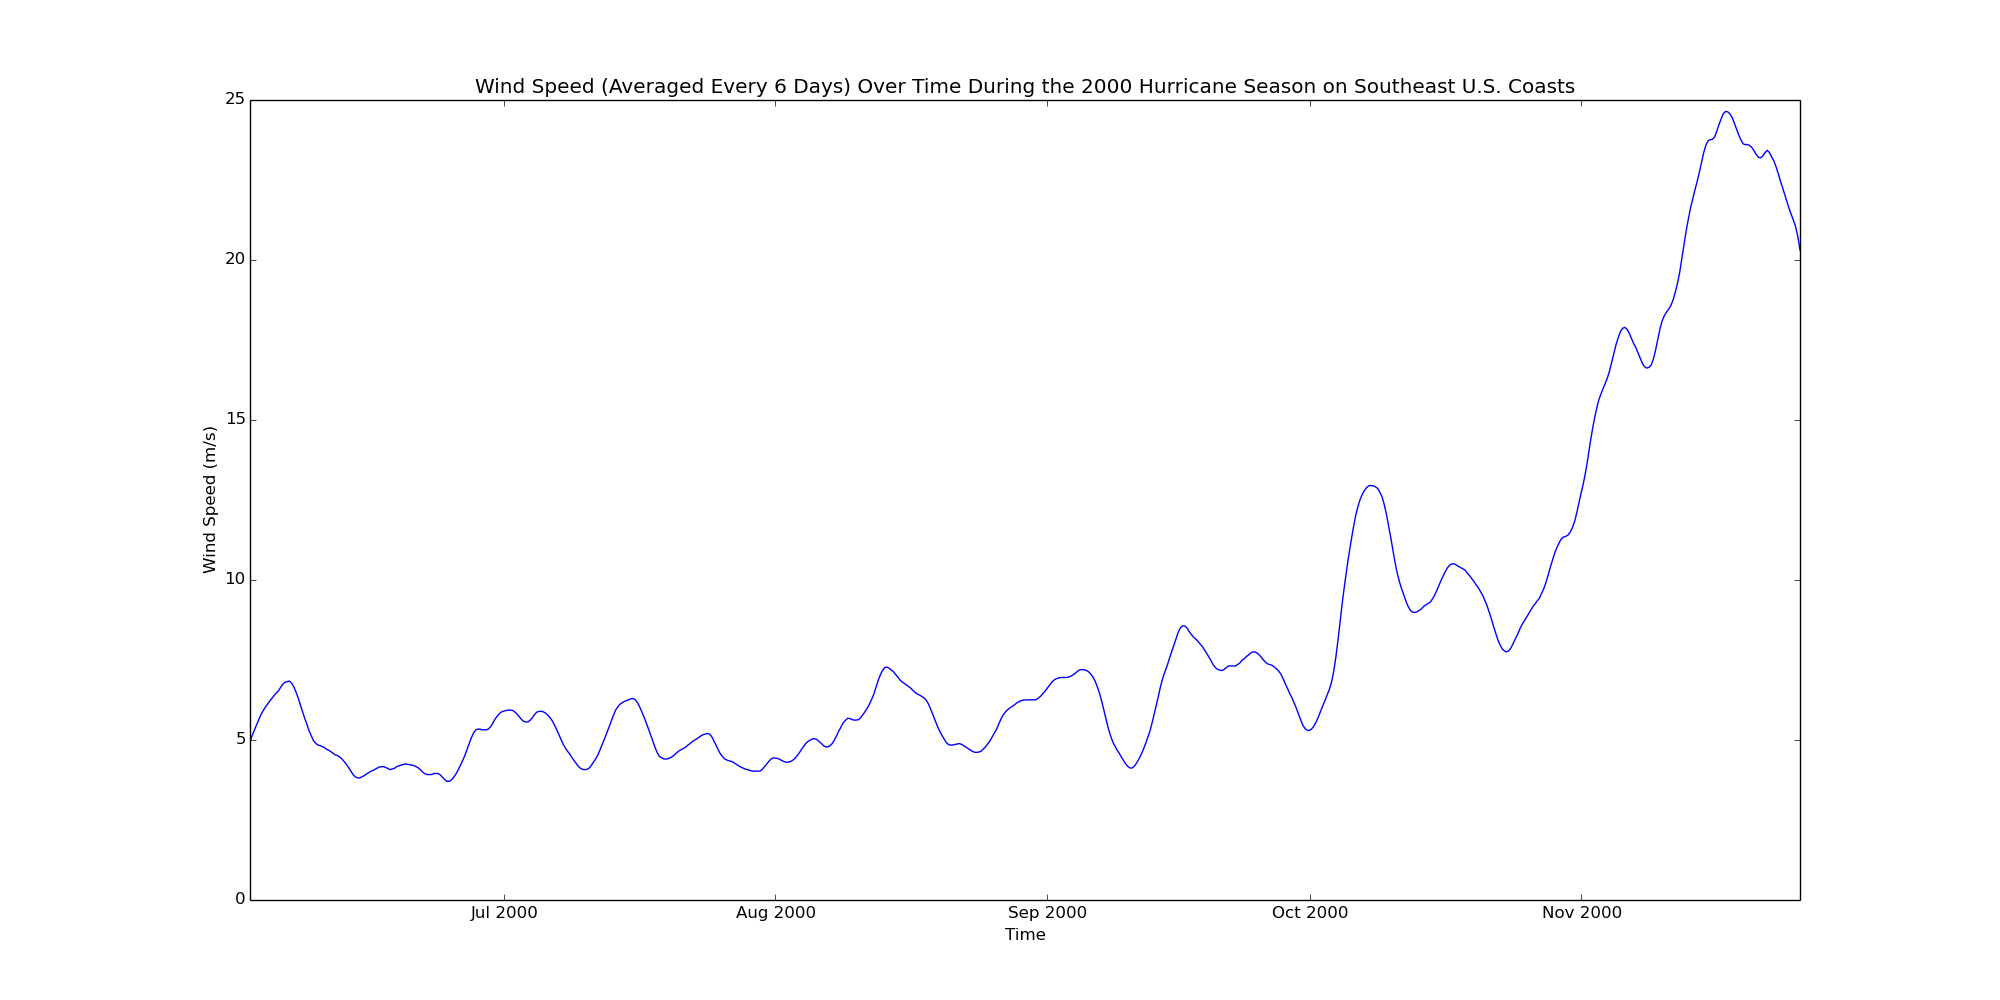 Wind Speed (Averaged Every 6 Days) Over Time During the 2000 Hurricane Season on Southeast U.S. Coasts
25
20
15
10
5
0
Wind Speed (m/s)
Jul 2000
Aug 2000
Sep 2000
Oct 2000
Nov 2000
Time